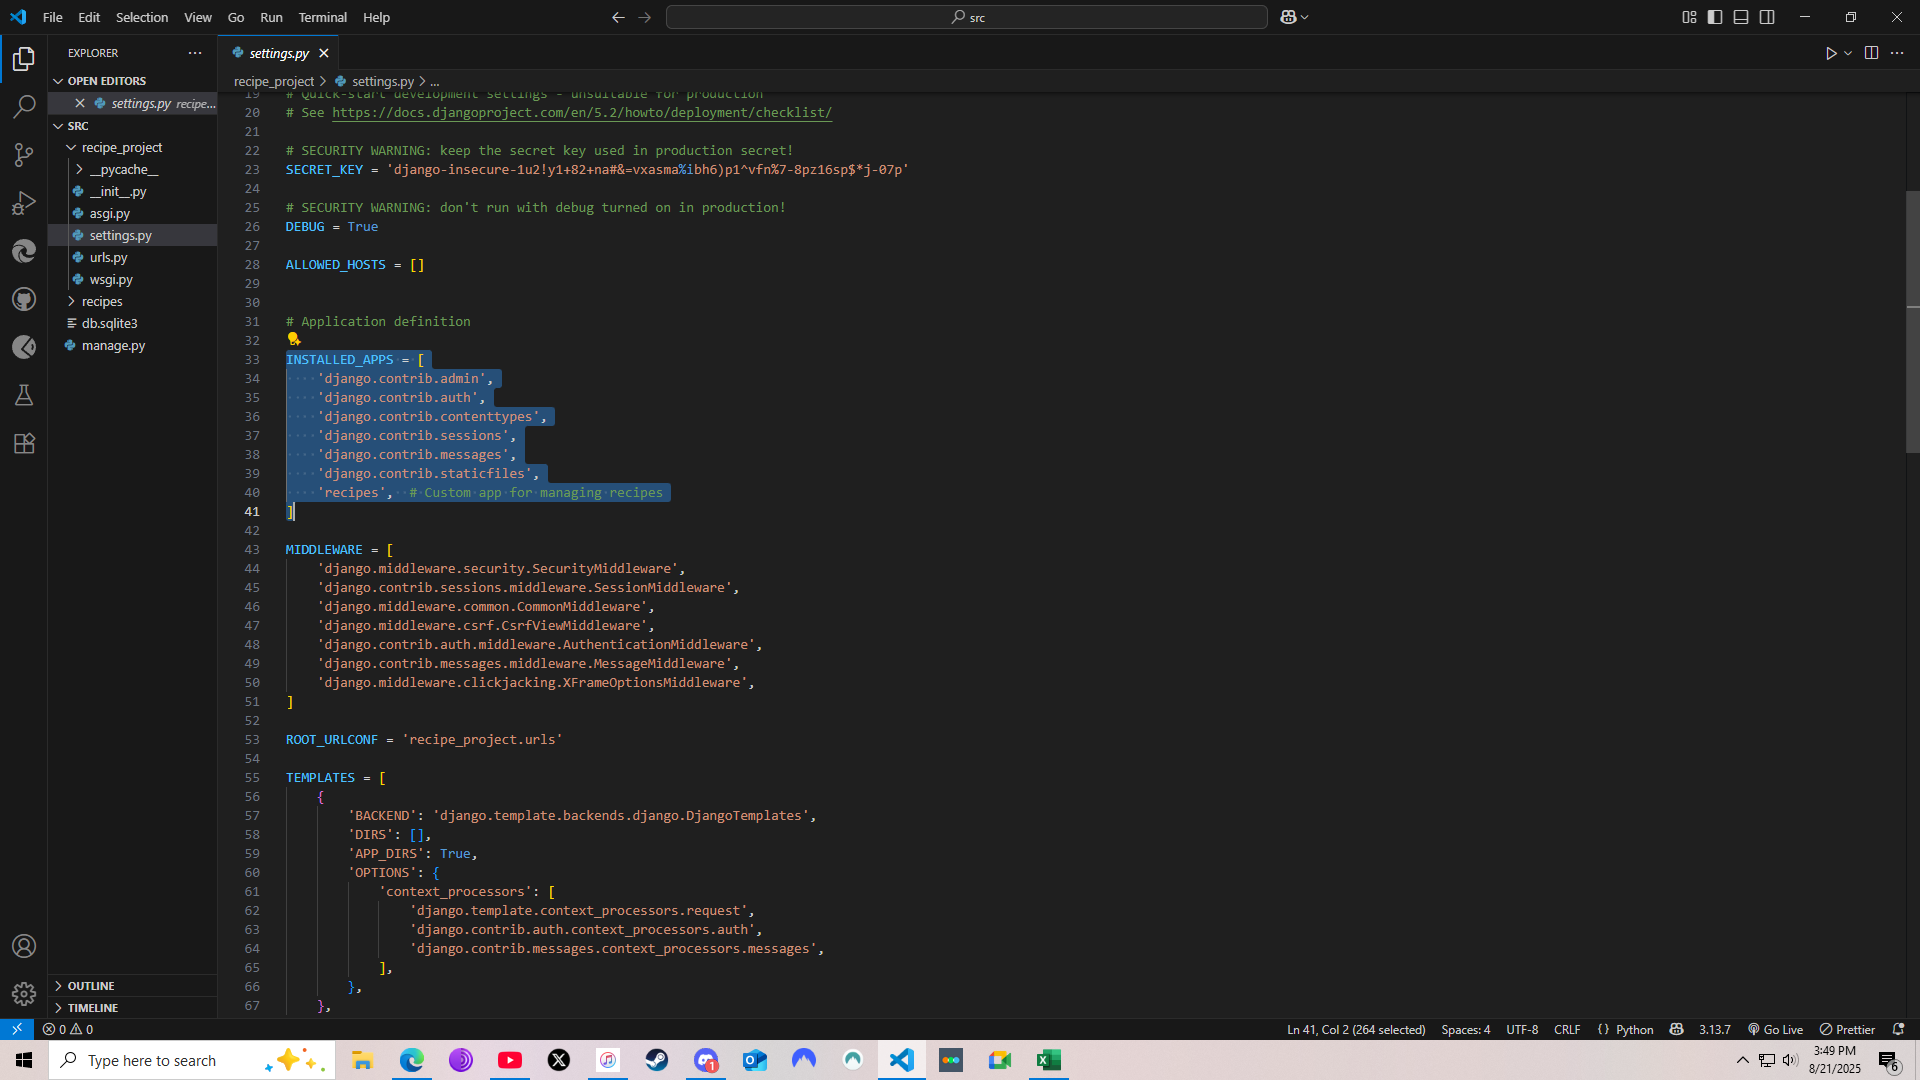 File Edit Selection View Go Run Terminal Help
src
EXPLORER
OPEN EDITORS
settings.py recipe...
SRC
recipe_project
__pycache__
__init__.py
asgi.py
settings.py
urls.py
wsgi.py
recipes
db.sqlite3
manage.py
OUTLINE
TIMELINE
settings.py
recipe_project > settings.py > ...
19 # Quick-start development settings - unsuitable for production
20 # See https://docs.djangoproject.com/en/5.2/howto/deployment/checklist/
21
22 # SECURITY WARNING: keep the secret key used in production secret!
23 SECRET_KEY = 'django-insecure-1u2!y1+82+na#&=vxasma%ibh6)p1^vfn%7-8pz16sp$*j-07p'
24
25 # SECURITY WARNING: don't run with debug turned on in production!
26 DEBUG = True
27
28 ALLOWED_HOSTS = []
29
30
31 # Application definition
32
33 INSTALLED_APPS = [
34     'django.contrib.admin',
35     'django.contrib.auth',
36     'django.contrib.contenttypes',
37     'django.contrib.sessions',
38     'django.contrib.messages',
39     'django.contrib.staticfiles',
40     'recipes',  # Custom app for managing recipes
41 ]
42
43 MIDDLEWARE = [
44     'django.middleware.security.SecurityMiddleware',
45     'django.contrib.sessions.middleware.SessionMiddleware',
46     'django.middleware.common.CommonMiddleware',
47     'django.middleware.csrf.CsrfViewMiddleware',
48     'django.contrib.auth.middleware.AuthenticationMiddleware',
49     'django.contrib.messages.middleware.MessageMiddleware',
50     'django.middleware.clickjacking.XFrameOptionsMiddleware',
51 ]
52
53 ROOT_URLCONF = 'recipe_project.urls'
54
55 TEMPLATES = [
56     {
57         'BACKEND': 'django.template.backends.django.DjangoTemplates',
58         'DIRS': [],
59         'APP_DIRS': True,
60         'OPTIONS': {
61             'context_processors': [
62                 'django.template.context_processors.request',
63                 'django.contrib.auth.context_processors.auth',
64                 'django.contrib.messages.context_processors.messages',
65             ],
66         },
67     },
0 0 Ln 41, Col 2 (264 selected) Spaces: 4 UTF-8 CRLF {} Python 3.13.7 Go Live Prettier
Type here to search
1
3:49 PM
8/21/2025
6